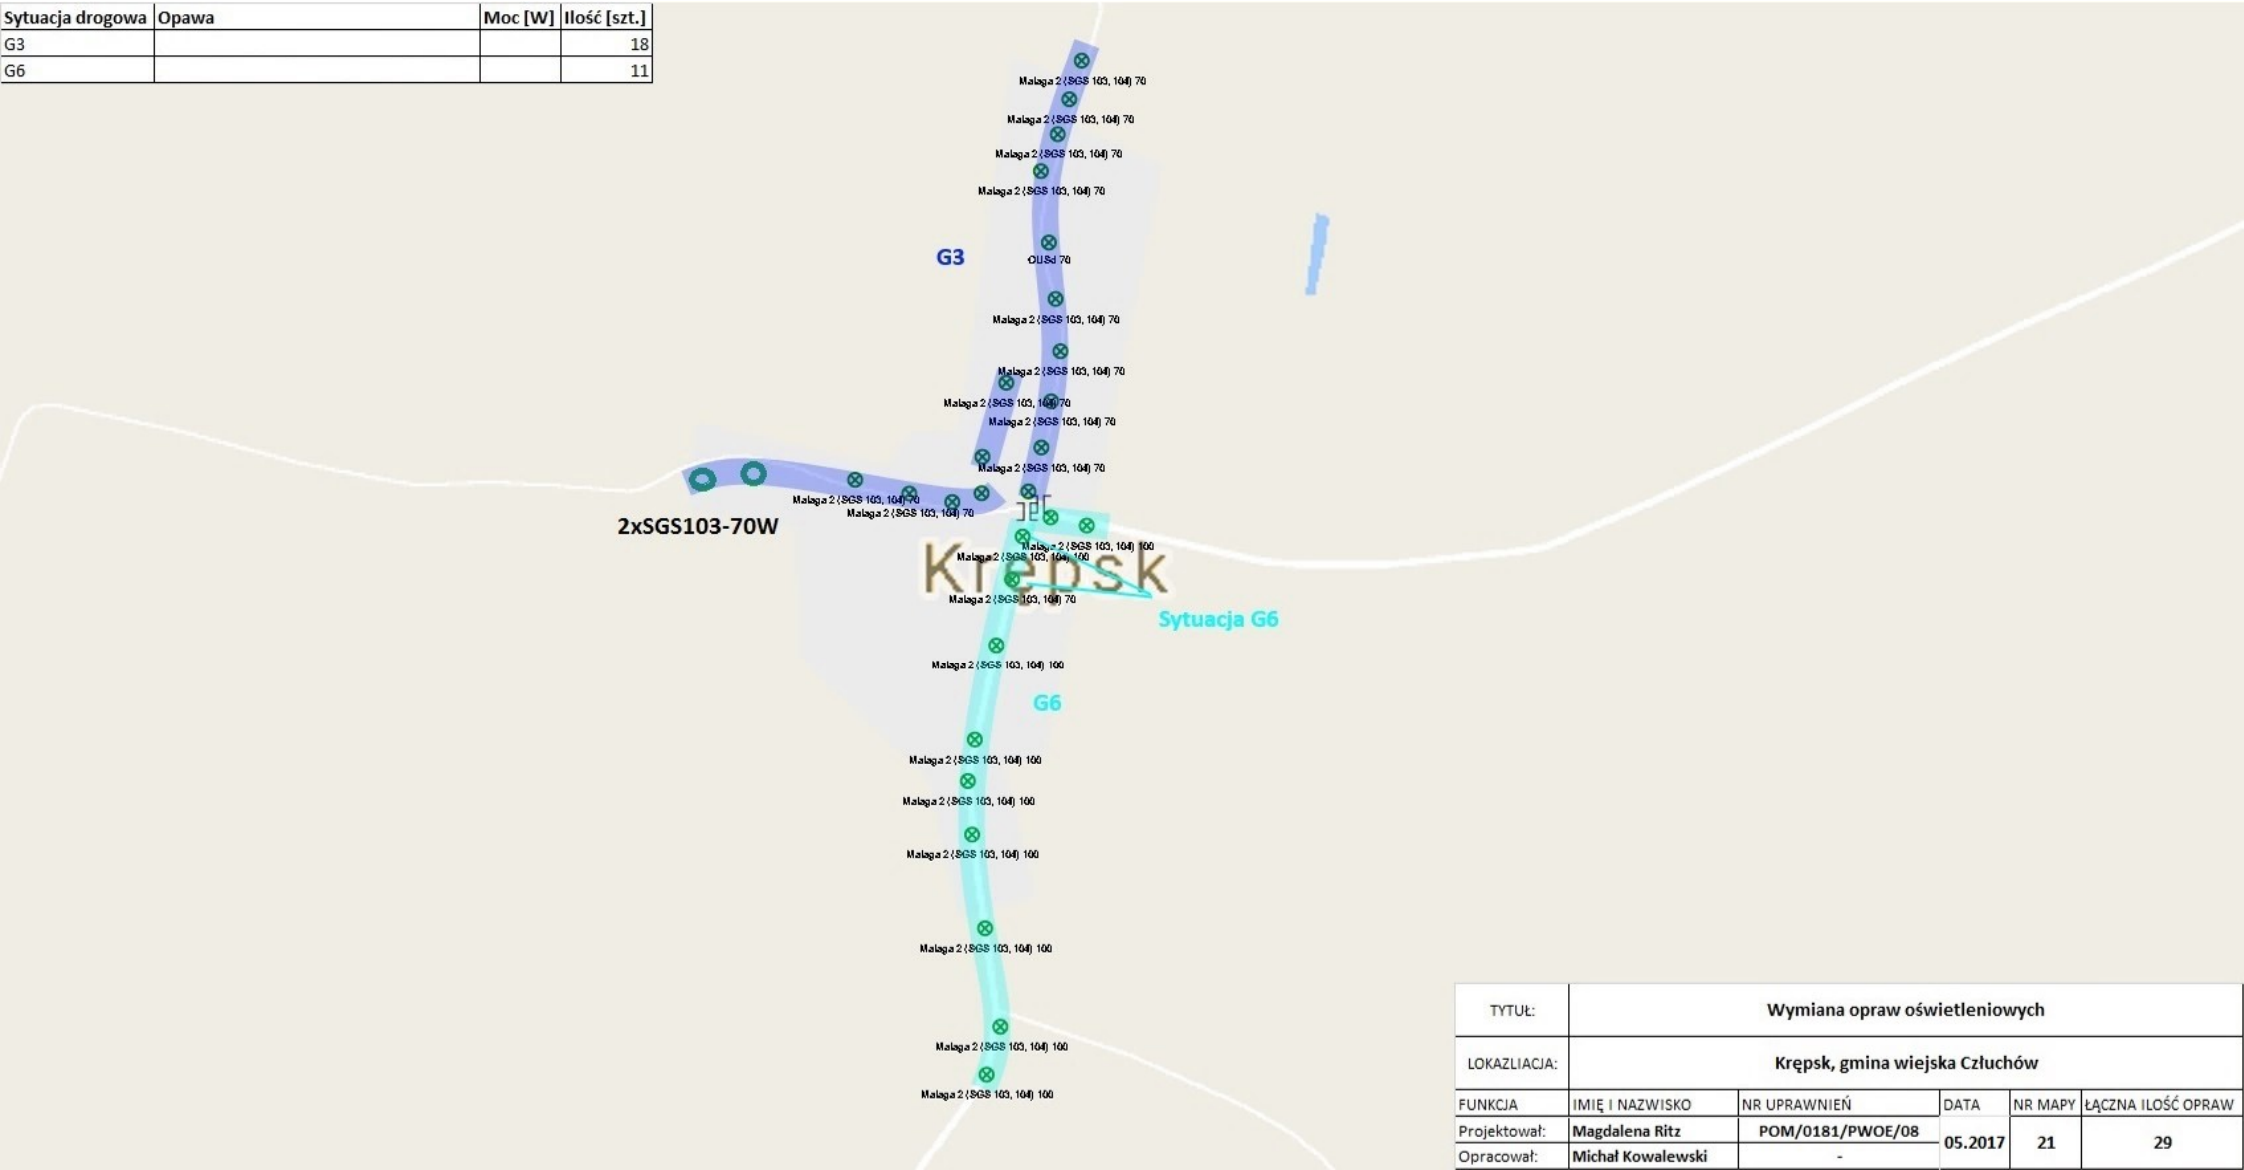 Sytuacja drogowa Opawa Moc [W] Ilość [szt.]
G3 18
G6 11
Malaga 2 (SGS 103, 104) 70
Malaga 2 (SGS 103, 104) 70
Malaga 2 (SGS 103, 104) 70
Malaga 2 (SGS 103, 104) 70
G3
OUSd 70
Malaga 2 (SGS 103, 104) 70
Malaga 2 (SGS 103, 104) 70
Malaga 2 (SGS 103, 104) 70
Malaga 2 (SGS 103, 104) 70
Malaga 2 (SGS 103, 104) 70
Malaga 2 (SGS 103, 104) 70
Malaga 2 (SGS 103, 104) 70
2xSGS103-70W
Malaga 2 (SGS 103, 104) 100
Malaga 2 (SGS 103, 104) 100
Krępsk
Malaga 2 (SGS 103, 104) 70
Sytuacja G6
Malaga 2 (SGS 103, 104) 100
G6
Malaga 2 (SGS 103, 104) 100
Malaga 2 (SGS 103, 104) 100
Malaga 2 (SGS 103, 104) 100
Malaga 2 (SGS 103, 104) 100
Malaga 2 (SGS 103, 104) 100
Malaga 2 (SGS 103, 104) 100
TYTUŁ: Wymiana opraw oświetleniowych
LOKAZLIACJA: Krępsk, gmina wiejska Człuchów
FUNKCJA IMIĘ I NAZWISKO NR UPRAWNIEŃ DATA NR MAPY ŁĄCZNA ILOŚĆ OPRAW
Projektował: Magdalena Ritz POM/0181/PWOE/08 05.2017 21 29
Opracował: Michał Kowalewski -